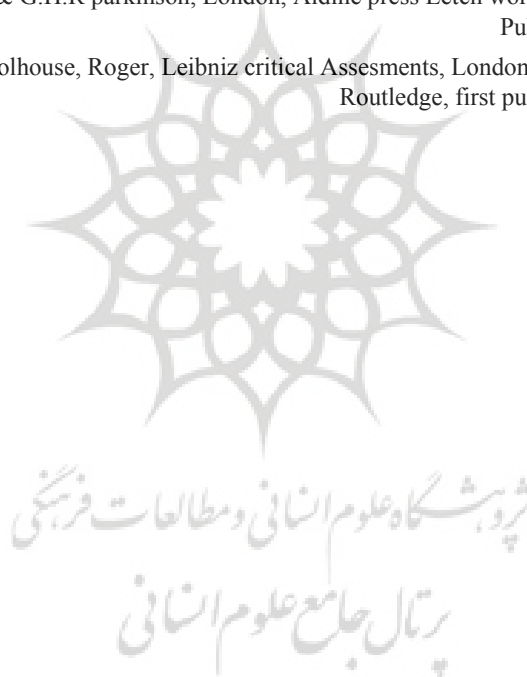 & G.H.R parkinson, London, Aldine press Leten wor
Pu
olhouse, Roger, Leibniz critical Assesments, London
Routledge, first pu
پژوهشگاه علوم انسانی و مطالعات فرهنگی
پرتال جامع علوم انسانی